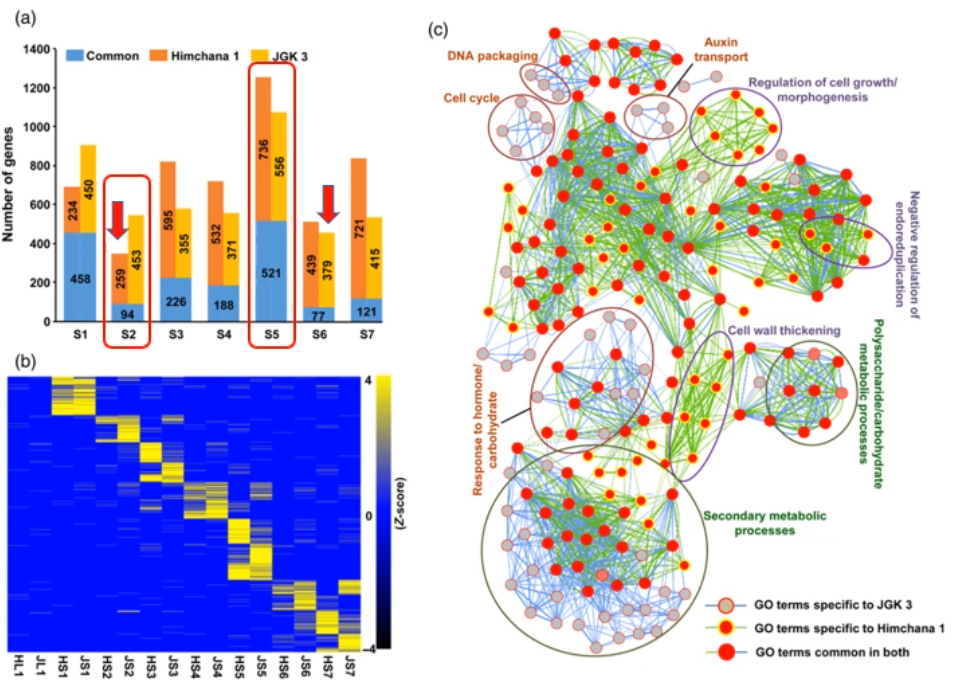 (a)
1400
1200
1000
800
600
400
200
0
Number of genes
Common
Himchana 1
JGK 3
234
450
458
259
453
94
595
355
226
532
371
188
736
556
521
439
379
77
721
415
121
S1
S2
S3
S4
S5
S6
S7
(b)
4
0
-4
(Z-score)
HL1
JL1
HS1
JS1
HS2
JS2
HS3
JS3
HS4
JS4
HS5
JS5
HS6
JS6
HS7
JS7
(c)
DNA packaging
Auxin
transport
Cell cycle
Regulation of cell growth/
morphogenesis
Negative regulation of
endoreduplication
Cell wall thickening
Polysaccharide/carbohydrate
metabolic processes
Response to hormone/
carbohydrate
Secondary metabolic
processes
GO terms specific to JGK 3
GO terms specific to Himchana 1
GO terms common in both